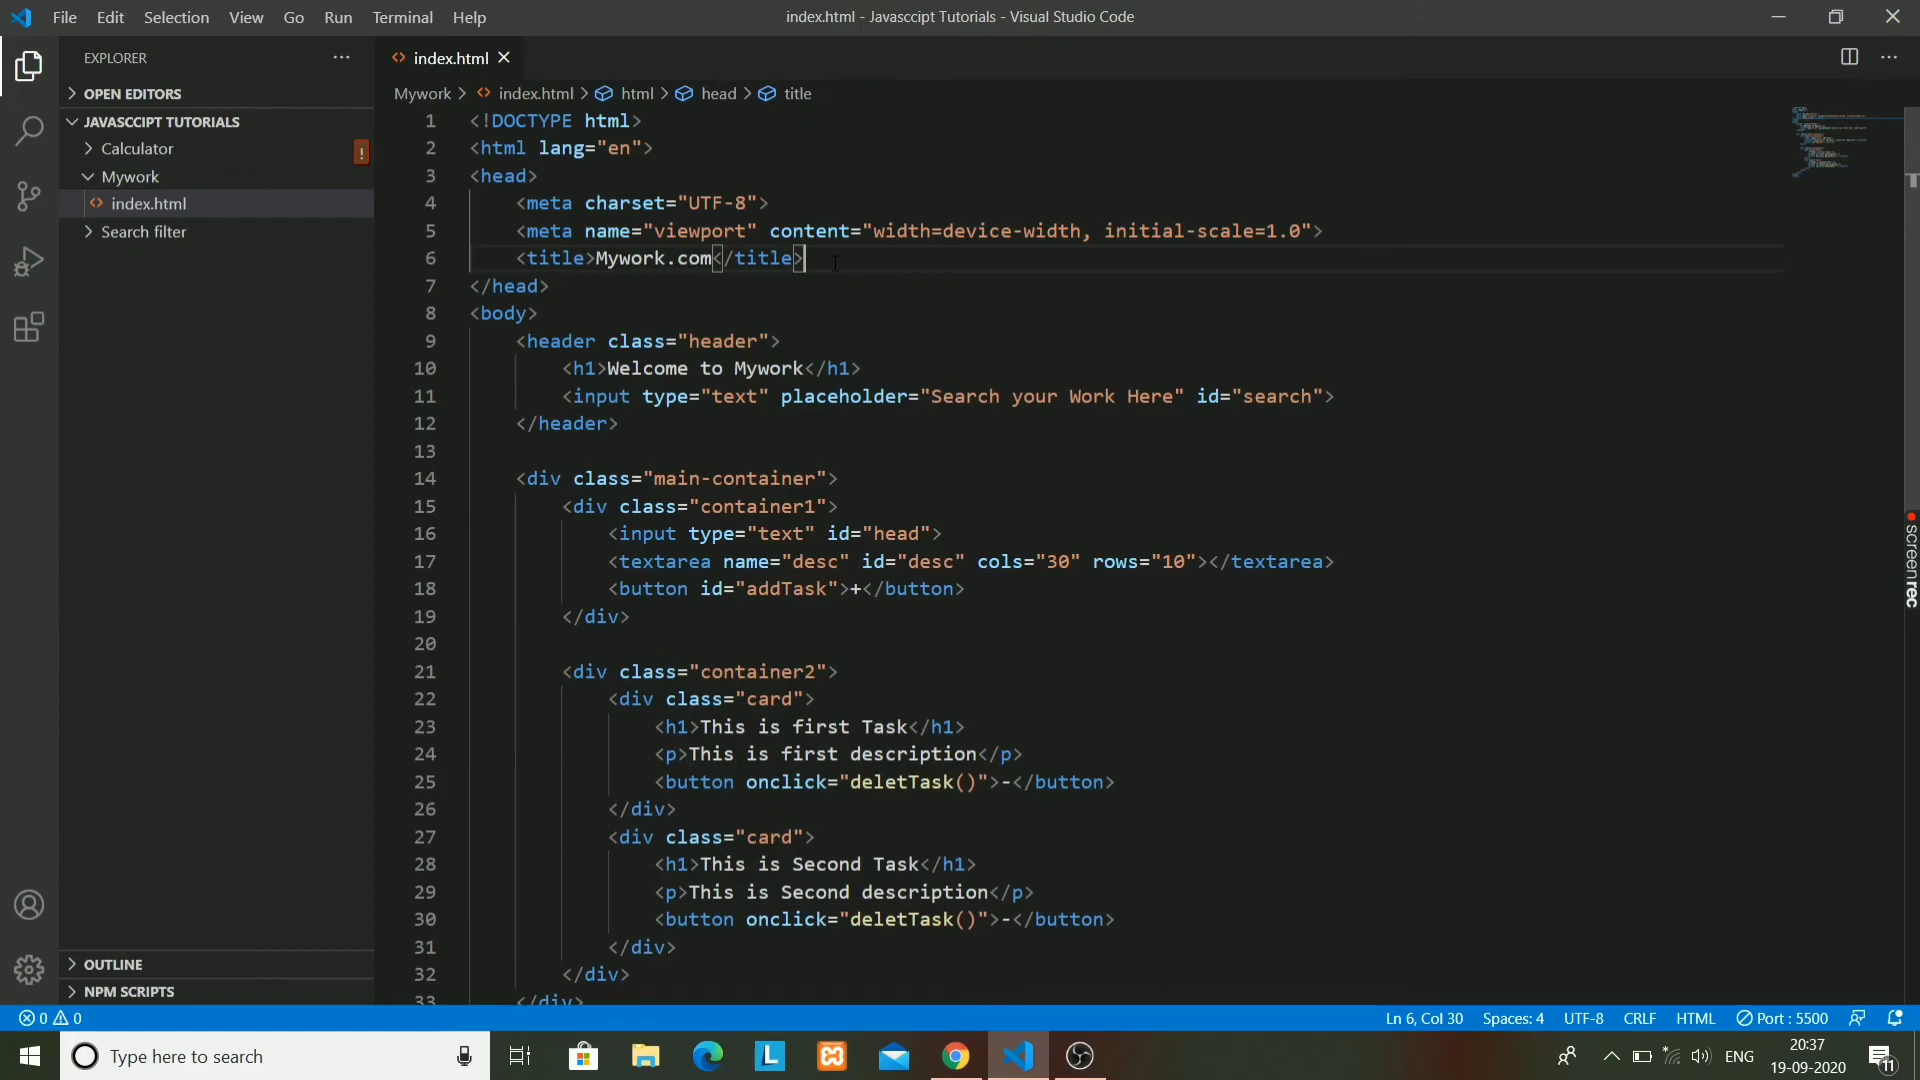 File Edit Selection View Go Run Terminal Help
index.html - Javasccipt Tutorials - Visual Studio Code
EXPLORER
index.html
OPEN EDITORS
Mywork > index.html > html > head > title
JAVASCCIPT TUTORIALS
Calculator
!
Mywork
index.html
Search filter
1 <!DOCTYPE html>
2 <html lang="en">
3 <head>
4 <meta charset="UTF-8">
5 <meta name="viewport" content="width=device-width, initial-scale=1.0">
6 <title>Mywork.com</title>
7 </head>
8 <body>
9 <header class="header">
10 <h1>Welcome to Mywork</h1>
11 <input type="text" placeholder="Search your Work Here" id="search">
12 </header>
13
14 <div class="main-container">
15 <div class="container1">
16 <input type="text" id="head">
17 <textarea name="desc" id="desc" cols="30" rows="10"></textarea>
18 <button id="addTask">+</button>
19 </div>
20
21 <div class="container2">
22 <div class="card">
23 <h1>This is first Task</h1>
24 <p>This is first description</p>
25 <button onclick="deletTask()">-</button>
26 </div>
27 <div class="card">
28 <h1>This is Second Task</h1>
29 <p>This is Second description</p>
30 <button onclick="deletTask()">-</button>
31 </div>
32 </div>
33 </div>
screenrec
OUTLINE
NPM SCRIPTS
0 0
Ln 6, Col 30 Spaces: 4 UTF-8 CRLF HTML Port : 5500
Type here to search
L
ENG
20:37
19-09-2020
11